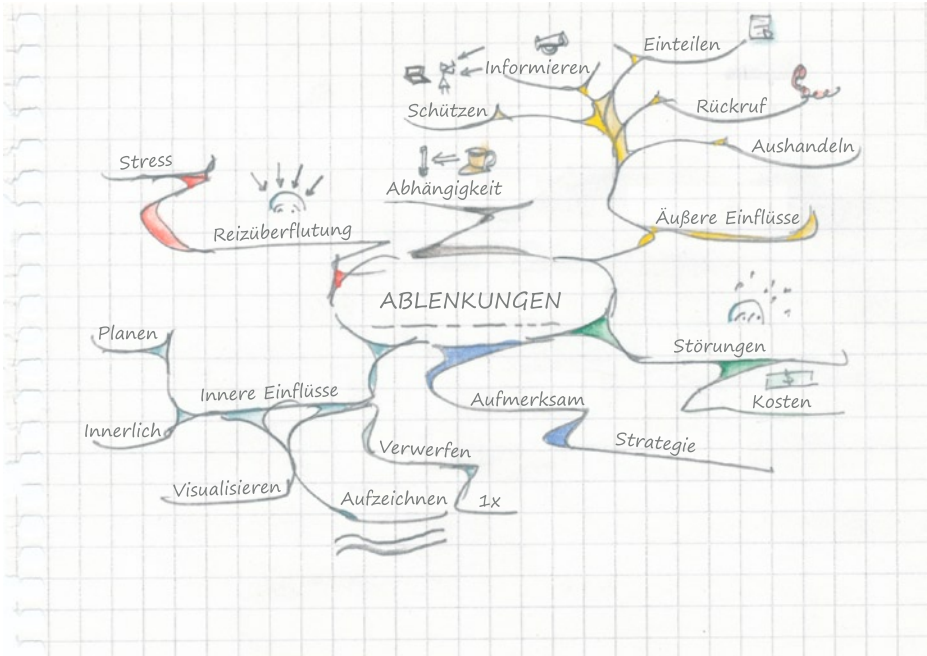 Einteilen
Informieren
Rückruf
Schützen
Aushandeln
Stress
Abhängigkeit
Äußere Einflüsse
Reizüberflutung
ABLENKUNGEN
Planen
Störungen
$
Innere Einflüsse
Aufmerksam
Kosten
Innerlich
Verwerfen
Strategie
Visualisieren
Aufzeichnen
1x